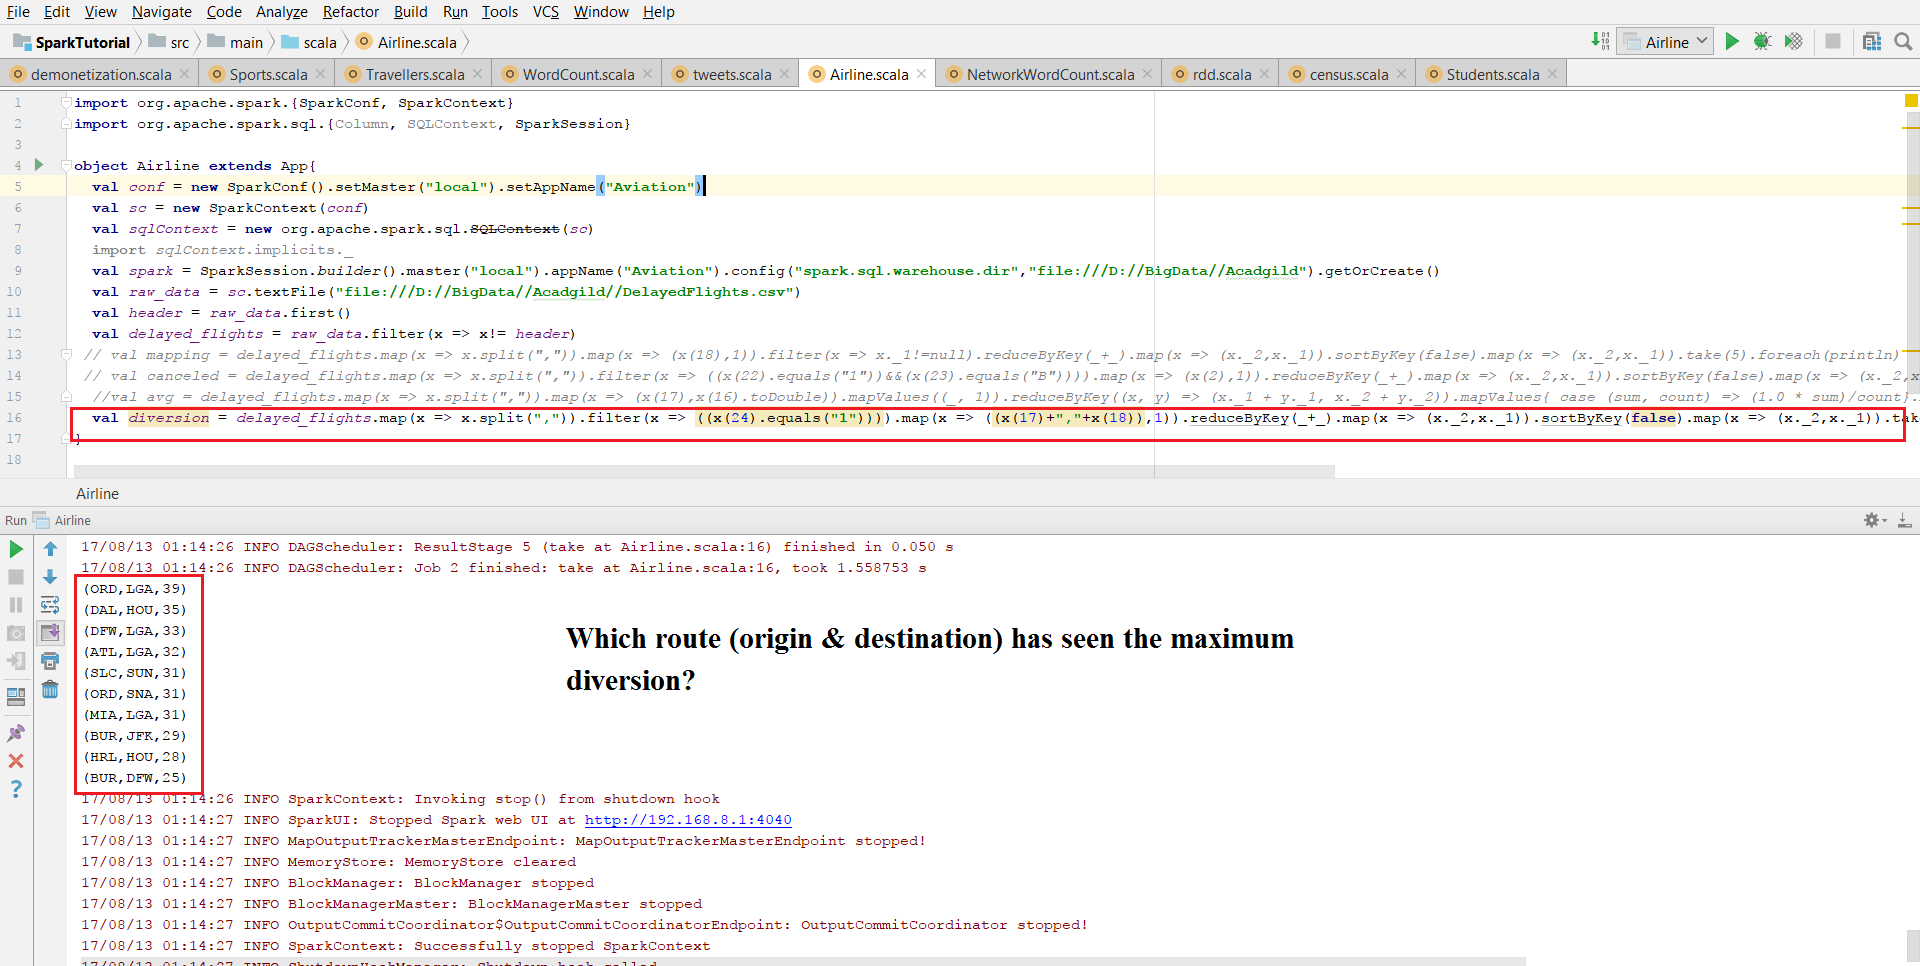 File Edit View Navigate Code Analyze Refactor Build Run Tools VCS Window Help
SparkTutorial src main scala Airline.scala Airline
demonetization.scala Sports.scala Travellers.scala WordCount.scala tweets.scala Airline.scala NetworkWordCount.scala rdd.scala census.scala Students.scala
1 import org.apache.spark.{SparkConf, SparkContext}
2 import org.apache.spark.sql.{Column, SQLContext, SparkSession}
3
4 object Airline extends App{
5 val conf = new SparkConf().setMaster("local").setAppName("Aviation")
6 val sc = new SparkContext(conf)
7 val sqlContext = new org.apache.spark.sql.SQLContext(sc)
8 import sqlContext.implicits._
9 val spark = SparkSession.builder().master("local").appName("Aviation").config("spark.sql.warehouse.dir","file:///D://BigData//Acadgild").getOrCreate()
10 val raw_data = sc.textFile("file:///D://BigData//Acadgild//DelayedFlights.csv")
11 val header = raw_data.first()
12 val delayed_flights = raw_data.filter(x => x!= header)
13 // val mapping = delayed_flights.map(x => x.split(",")).map(x => (x(18),1)).filter(x => x._1!=null).reduceByKey(_+_).map(x => (x._2,x._1)).sortByKey(false).map(x => (x._2,x._1)).take(5).foreach(println)
14 // val canceled = delayed_flights.map(x => x.split(",")).filter(x => ((x(22).equals("1"))&&(x(23).equals("B")))).map(x => (x(2),1)).reduceByKey(_+_).map(x => (x._2,x._1)).sortByKey(false).map(x => (x._2,x
15 //val avg = delayed_flights.map(x => x.split(",")).map(x => (x(17),x(16).toDouble)).mapValues((_, 1)).reduceByKey((x, y) => (x._1 + y._1, x._2 + y._2)).mapValues{ case (sum, count) => (1.0 * sum)/count}.
16 val diversion = delayed_flights.map(x => x.split(",")).filter(x => ((x(24).equals("1")))).map(x => ((x(17)+","+x(18)),1)).reduceByKey(_+_).map(x => (x._2,x._1)).sortByKey(false).map(x => (x._2,x._1)).tak
17 }
18
Airline
Run Airline
17/08/13 01:14:26 INFO DAGScheduler: ResultStage 5 (take at Airline.scala:16) finished in 0.050 s
17/08/13 01:14:26 INFO DAGScheduler: Job 2 finished: take at Airline.scala:16, took 1.558753 s
(ORD,LGA,39)
(DAL,HOU,35)
(DFW,LGA,33)
(ATL,LGA,32)
(SLC,SUN,31)
(ORD,SNA,31)
(MIA,LGA,31)
(BUR,JFK,29)
(HRL,HOU,28)
(BUR,DFW,25)
Which route (origin & destination) has seen the maximum
diversion?
17/08/13 01:14:26 INFO SparkContext: Invoking stop() from shutdown hook
17/08/13 01:14:27 INFO SparkUI: Stopped Spark web UI at http://192.168.8.1:4040
17/08/13 01:14:27 INFO MapOutputTrackerMasterEndpoint: MapOutputTrackerMasterEndpoint stopped!
17/08/13 01:14:27 INFO MemoryStore: MemoryStore cleared
17/08/13 01:14:27 INFO BlockManager: BlockManager stopped
17/08/13 01:14:27 INFO BlockManagerMaster: BlockManagerMaster stopped
17/08/13 01:14:27 INFO OutputCommitCoordinator$OutputCommitCoordinatorEndpoint: OutputCommitCoordinator stopped!
17/08/13 01:14:27 INFO SparkContext: Successfully stopped SparkContext
17/08/13 01:14:27 INFO ShutdownHookManager: Shutdown hook called